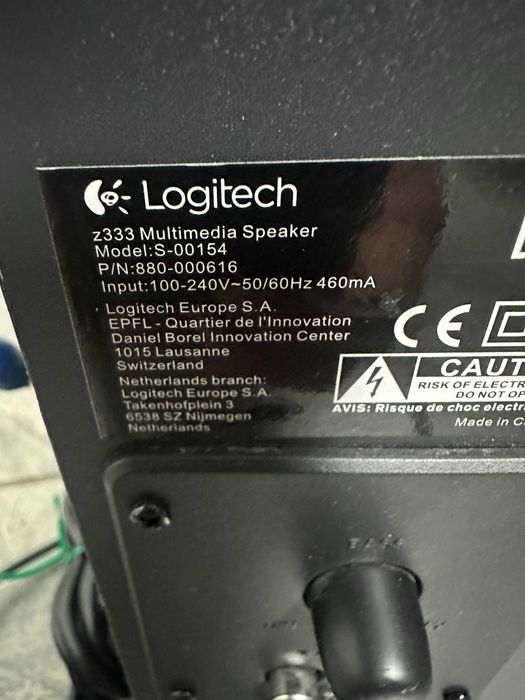 Logitech
z333 Multimedia Speaker
Model:S-00154
P/N:880-000616
Input:100-240V~50/60Hz 460mA
Logitech Europe S.A.
EPFL - Quartier de l'Innovation
Daniel Borel Innovation Center
1015 Lausanne
Switzerland
Netherlands branch:
Logitech Europe S.A.
Takenhofplein 3
6538 SZ Nijmegen
Netherlands
CE
CAUT
RISK OF ELECTR
DO NOT OP
AVIS: Risque de choc electri
Made in C
BASS